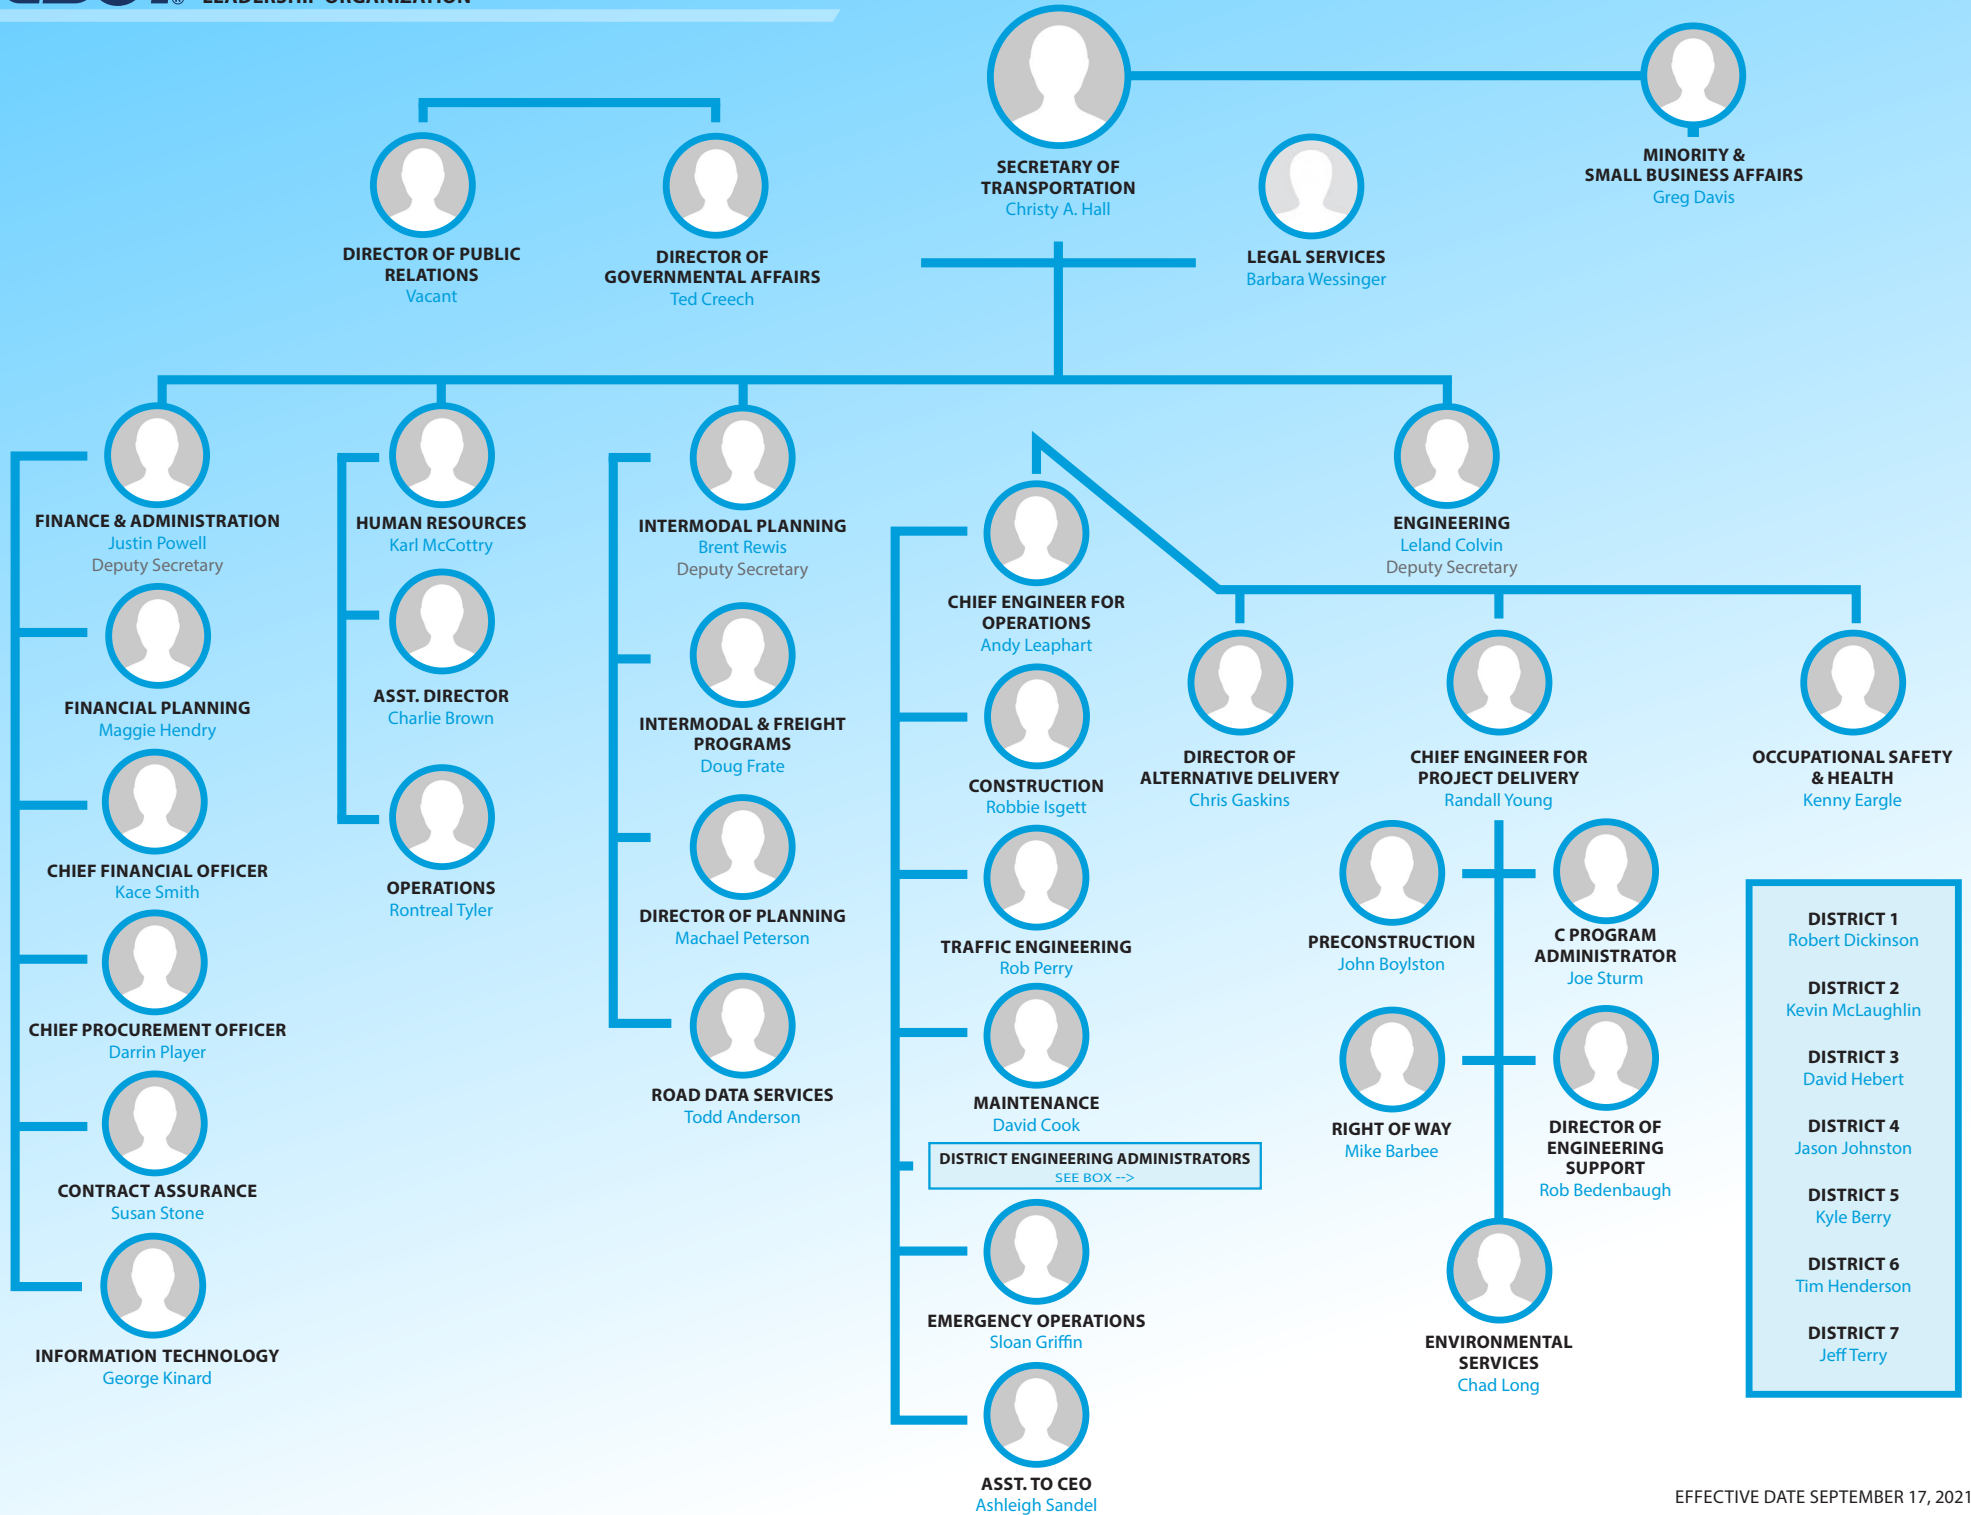 LEADERSHIP ORGANIZATION
SECRETARY OF
TRANSPORTATION
Christy A. Hall
MINORITY &
SMALL BUSINESS AFFAIRS
Greg Davis
DIRECTOR OF PUBLIC
RELATIONS
Vacant
DIRECTOR OF
GOVERNMENTAL AFFAIRS
Ted Creech
LEGAL SERVICES
Barbara Wessinger
FINANCE & ADMINISTRATION
Justin Powell
Deputy Secretary
FINANCIAL PLANNING
Maggie Hendry
CHIEF FINANCIAL OFFICER
Kace Smith
CHIEF PROCUREMENT OFFICER
Darrin Player
CONTRACT ASSURANCE
Susan Stone
INFORMATION TECHNOLOGY
George Kinard
HUMAN RESOURCES
Karl McCottry
ASST. DIRECTOR
Charlie Brown
OPERATIONS
Rontreal Tyler
INTERMODAL PLANNING
Brent Rewis
Deputy Secretary
INTERMODAL & FREIGHT
PROGRAMS
Doug Frate
DIRECTOR OF PLANNING
Machael Peterson
ROAD DATA SERVICES
Todd Anderson
ENGINEERING
Leland Colvin
Deputy Secretary
CHIEF ENGINEER FOR
OPERATIONS
Andy Leaphart
CONSTRUCTION
Robbie Isgett
TRAFFIC ENGINEERING
Rob Perry
MAINTENANCE
David Cook
DISTRICT ENGINEERING ADMINISTRATORS
SEE BOX -->
EMERGENCY OPERATIONS
Sloan Griffin
ASST. TO CEO
Ashleigh Sandel
DIRECTOR OF
ALTERNATIVE DELIVERY
Chris Gaskins
CHIEF ENGINEER FOR
PROJECT DELIVERY
Randall Young
OCCUPATIONAL SAFETY
& HEALTH
Kenny Eargle
PRECONSTRUCTION
John Boylston
C PROGRAM
ADMINISTRATOR
Joe Sturm
RIGHT OF WAY
Mike Barbee
DIRECTOR OF
ENGINEERING
SUPPORT
Rob Bedenbaugh
ENVIRONMENTAL
SERVICES
Chad Long
DISTRICT 1
Robert Dickinson
DISTRICT 2
Kevin McLaughlin
DISTRICT 3
David Hebert
DISTRICT 4
Jason Johnston
DISTRICT 5
Kyle Berry
DISTRICT 6
Tim Henderson
DISTRICT 7
Jeff Terry
EFFECTIVE DATE SEPTEMBER 17, 2021